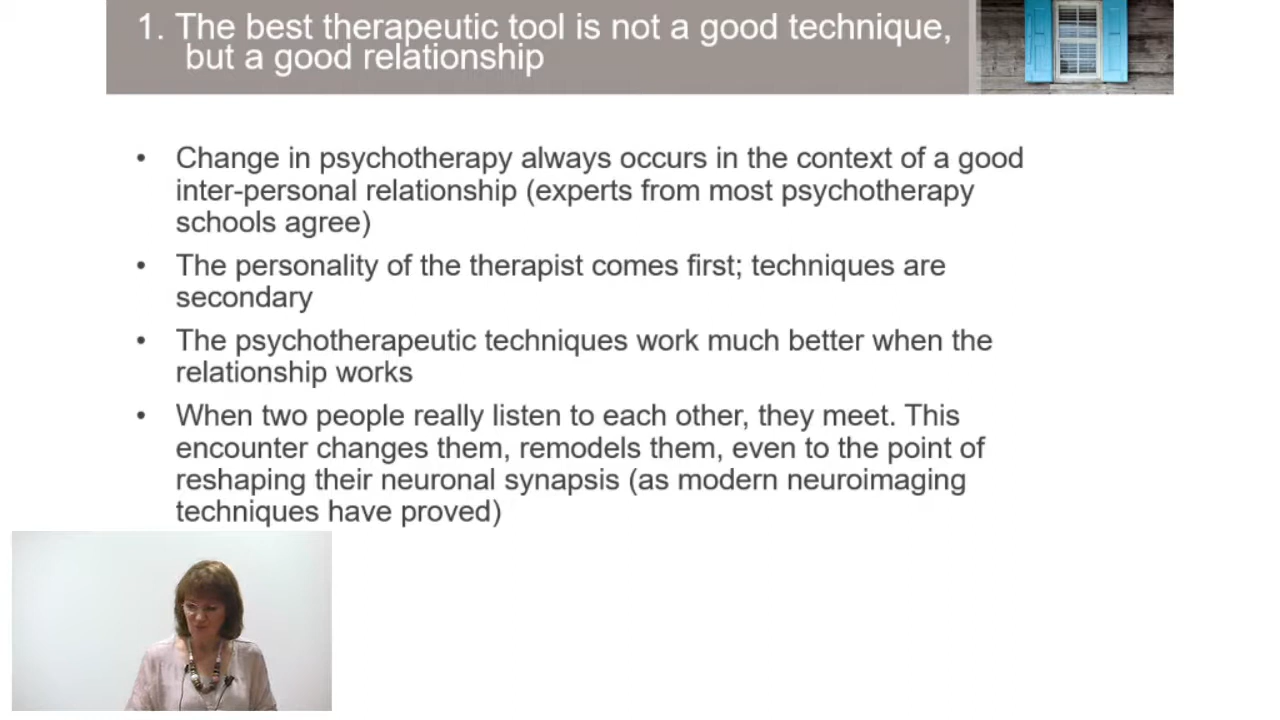 1. The best therapeutic tool is not a good technique,
but a good relationship
• Change in psychotherapy always occurs in the context of a good
inter-personal relationship (experts from most psychotherapy
schools agree)
• The personality of the therapist comes first; techniques are
secondary
• The psychotherapeutic techniques work much better when the
relationship works
• When two people really listen to each other, they meet. This
encounter changes them, remodels them, even to the point of
reshaping their neuronal synapsis (as modern neuroimaging
techniques have proved)